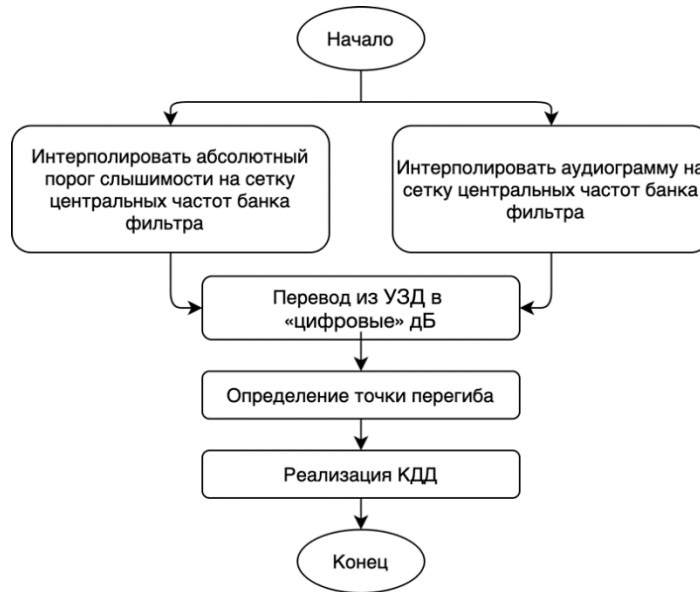 Начало
Интерполировать абсолютный
порог слышимости на сетку
центральных частот банка
фильтра
Интерполировать аудиограмму на
сетку центральных частот банка
фильтра
Перевод из УЗД в
«цифровые» дБ
Определение точки перегиба
Реализация КДД
Конец